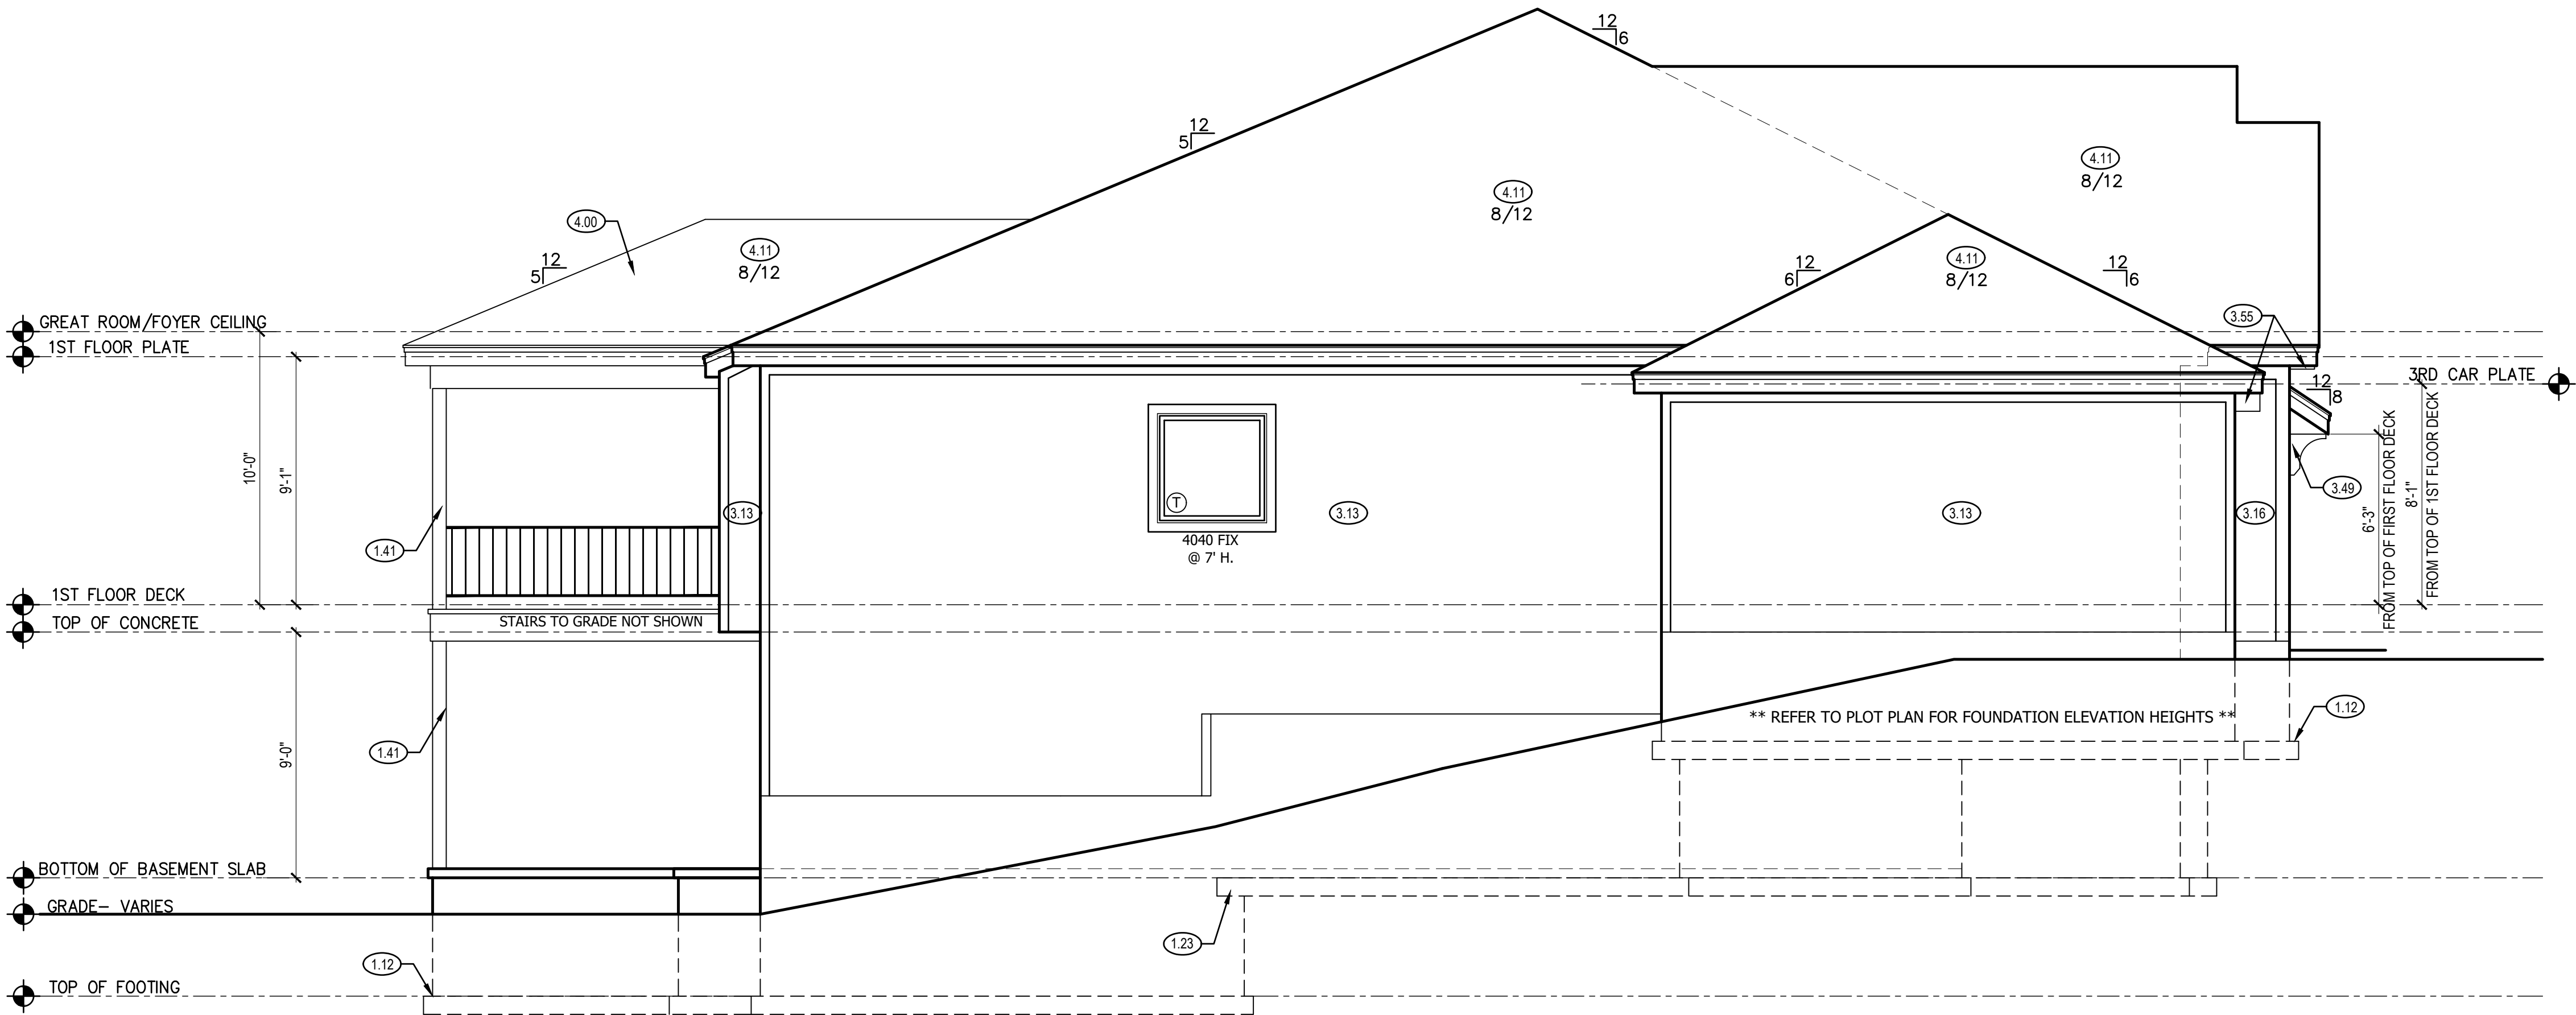 12
6
12
5
4.11
8/12
4.11
8/12
4.00
4.11
8/12
12
5
12
6
4.11
8/12
12
6
GREAT ROOM/FOYER CEILING
1ST FLOOR PLATE
3.55
3RD CAR PLATE
12
8
10'-0"
9'-1"
T
4040 FIX
@ 7' H.
3.13
3.13
3.13
3.16
3.49
1.41
6'-3"
FROM TOP OF FIRST FLOOR DECK
8'-1"
FROM TOP OF 1ST FLOOR DECK
1ST FLOOR DECK
TOP OF CONCRETE
STAIRS TO GRADE NOT SHOWN
1.41
9'-0"
** REFER TO PLOT PLAN FOR FOUNDATION ELEVATION HEIGHTS **
1.12
BOTTOM OF BASEMENT SLAB
GRADE- VARIES
1.23
1.12
TOP OF FOOTING